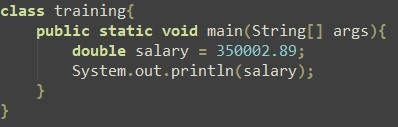 class training{
    public static void main(String[] args){
        double salary = 350002.89;
        System.out.println(salary);
    }
}